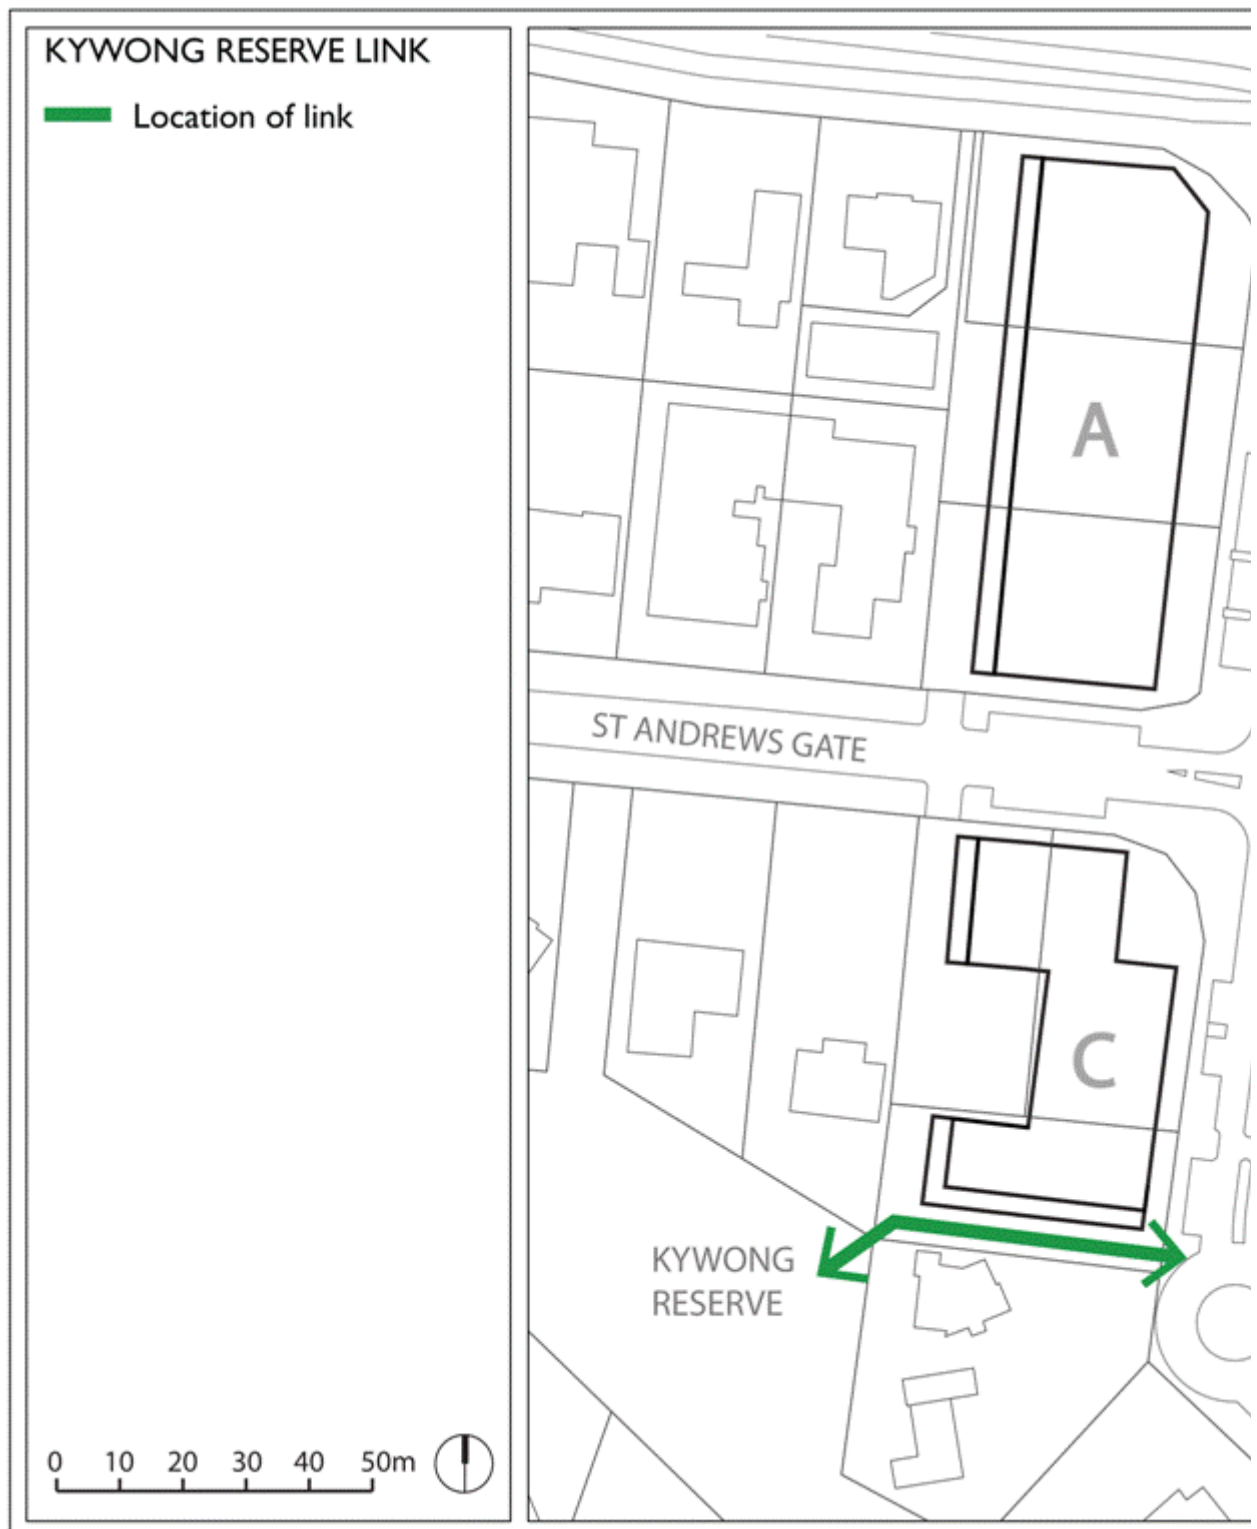 KYWONG RESERVE LINK
Location of link
A
ST ANDREWS GATE
C
KYWONG
RESERVE
0 10 20 30 40 50m